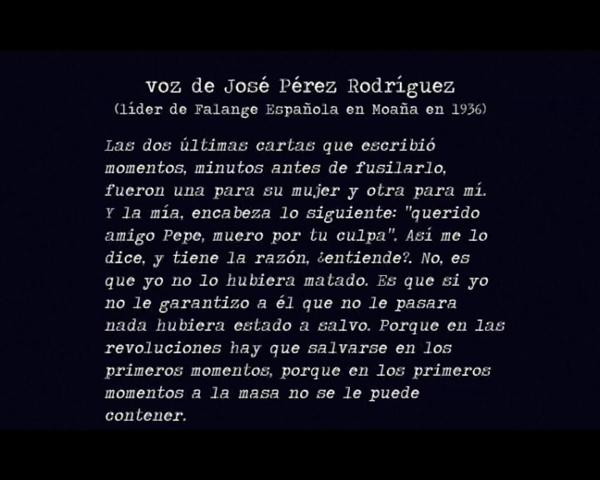 voz de José Pérez Rodríguez
(líder de Falange Española en Moaña en 1936)
Las dos últimas cartas que escribió
momentos, minutos antes de fusilarlo,
fueron una para su mujer y otra para mí.
Y la mía, encabeza lo siguiente: "querido
amigo Pepe, muero por tu culpa". Así me lo
dice, y tiene la razón, ¿entiende?. No, es
que yo no lo hubiera matado. Es que si yo
no le garantizo a él que no le pasara
nada hubiera estado a salvo. Porque en las
revoluciones hay que salvarse en los
primeros momentos, porque en los primeros
momentos a la masa no se le puede
contener.